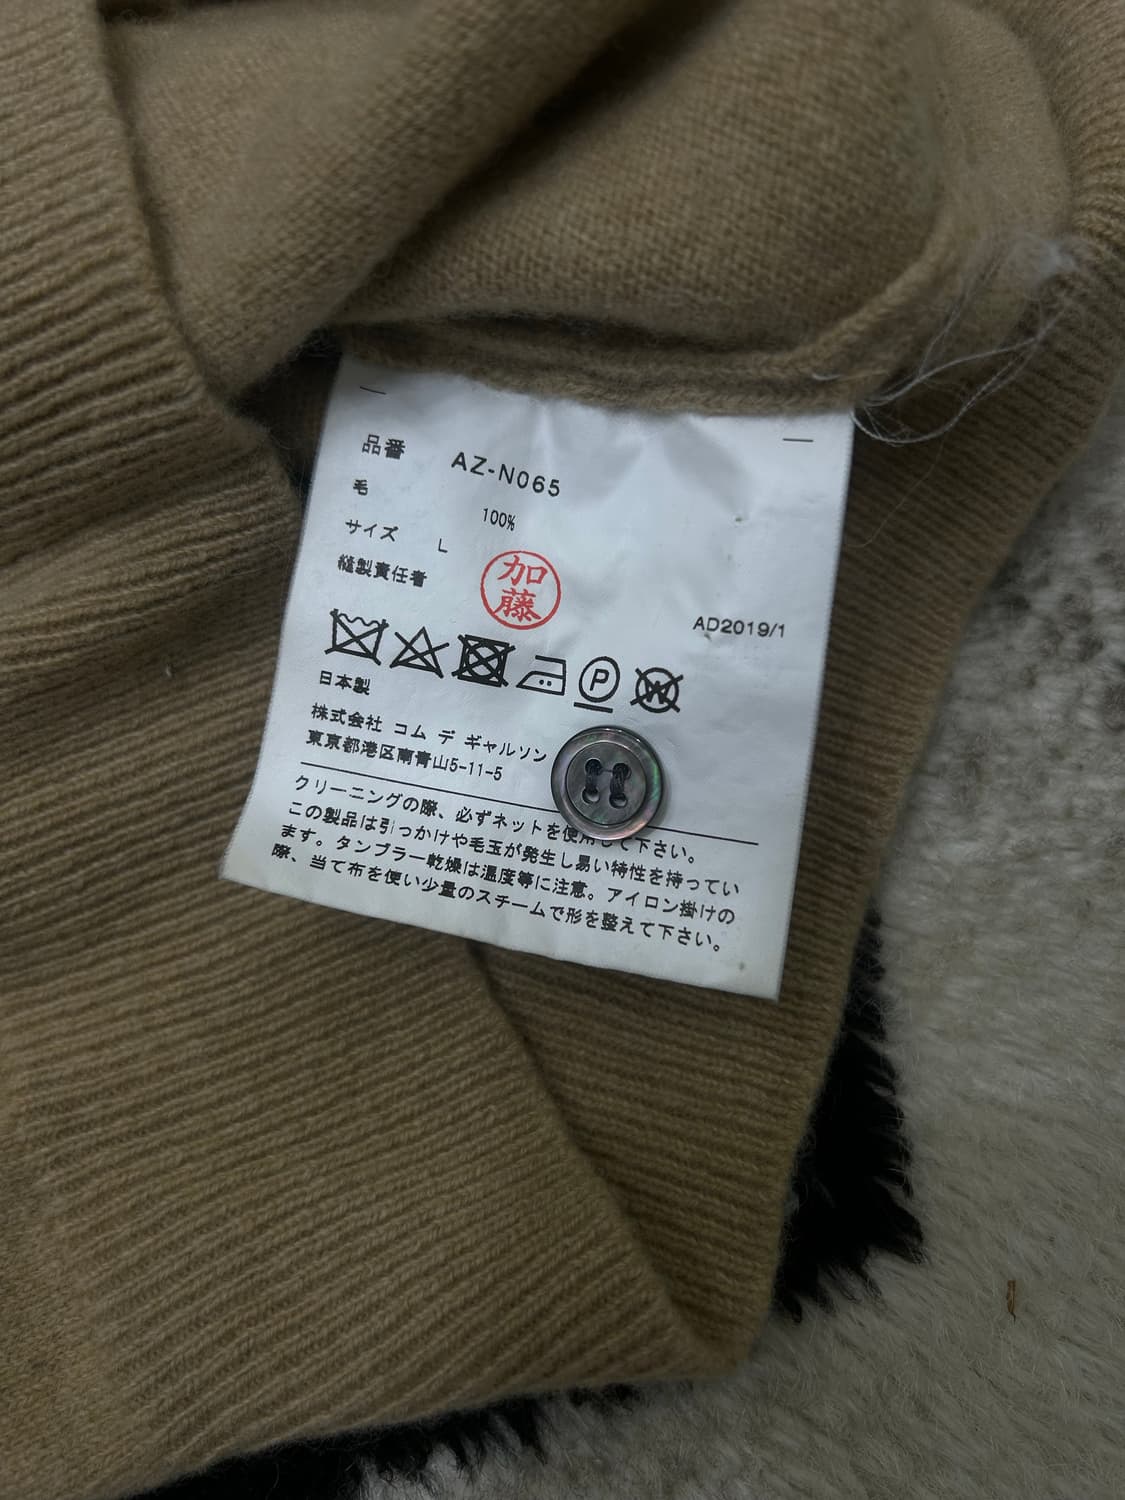 品番 AZ-N065
毛 100%
サイズ L
縫製責任者
加藤
AD2019/1
P
W
日本製
株式会社 コム デ ギャルソン
東京都港区南青山5-11-5
クリーニングの際、必ずネットを使用して下さい。
この製品は引っかけや毛玉が発生し易い特性を持ってい
ます。タンブラー乾燥は温度等に注意。アイロン掛けの
際、当て布を使い少量のスチームで形を整えて下さい。